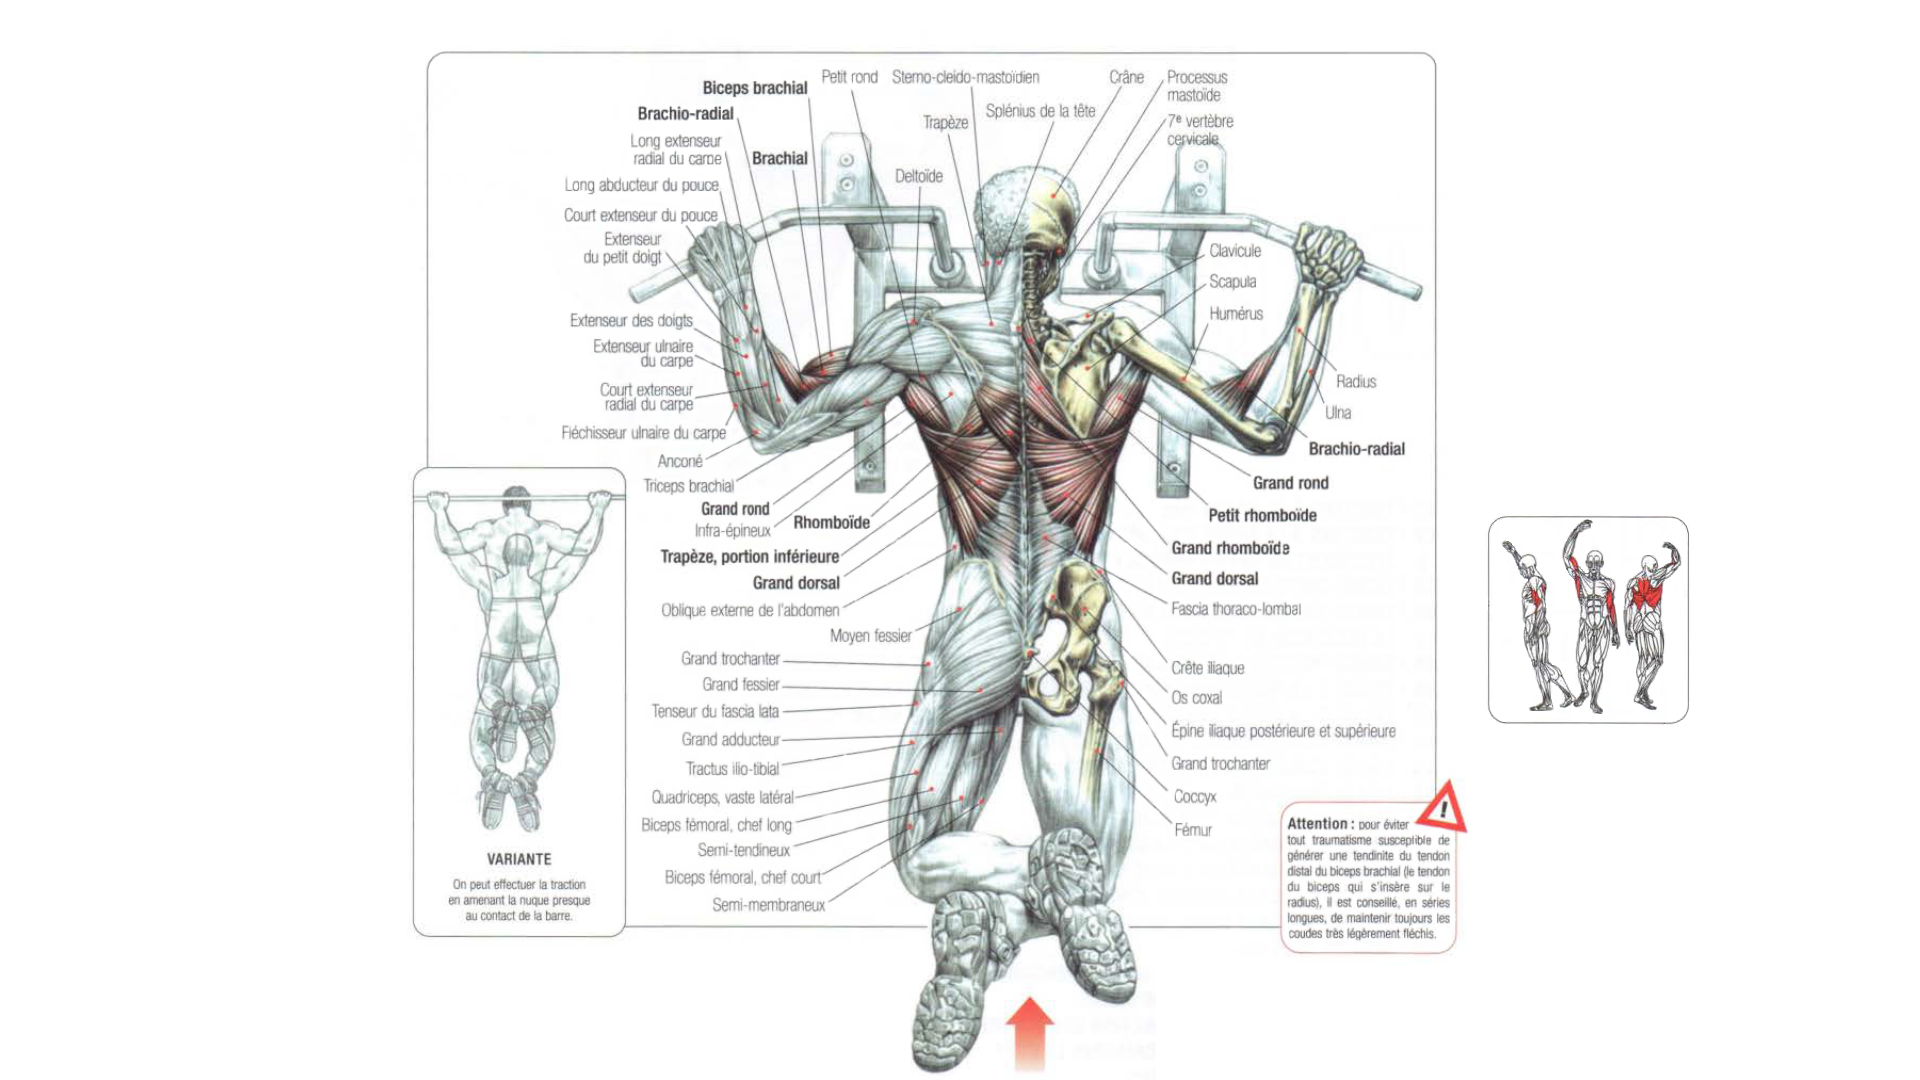 Biceps brachial
Petit rond
Sterno-cleido-mastoïdien
Crâne
Processus
mastoïde
Brachio-radial
Splénius de la tête
Trapèze
7e vertèbre
cervicale
Long extenseur
radial du carpe
Brachial
Deltoïde
Long abducteur du pouce
Court extenseur du pouce
Extenseur
du petit doigt
Extenseur des doigts
Extenseur ulnaire
du carpe
Court extenseur
radial du carpe
Fléchisseur ulnaire du carpe
Anconé
Triceps brachial
Grand rond
Infra-épineux
Rhomboïde
Trapèze, portion inférieure
Grand dorsal
Oblique externe de l'abdomen
Moyen fessier
Grand trochanter
Grand fessier
Tenseur du fascia lata
Grand adducteur
Tractus ilio-tibial
Quadriceps, vaste latéral
Biceps fémoral, chef long
Semi-tendineux
Biceps fémoral, chef court
Semi-membraneux
Clavicule
Scapula
Humérus
Radius
Ulna
Brachio-radial
Grand rond
Petit rhomboïde
Grand rhomboïde
Grand dorsal
Fascia thoraco-lombal
Crête iliaque
Os coxal
Épine iliaque postérieure et supérieure
Grand trochanter
Coccyx
Fémur
VARIANTE
On peut effectuer la traction
en amenant la nuque presque
au contact de la barre.
!
Attention : pour éviter
tout traumatisme susceptible de
générer une tendinite du tendon
distal du biceps brachial (le tendon
du biceps qui s'insère sur le
radius), il est conseillé, en séries
longues, de maintenir toujours les
coudes très légèrement fléchis.